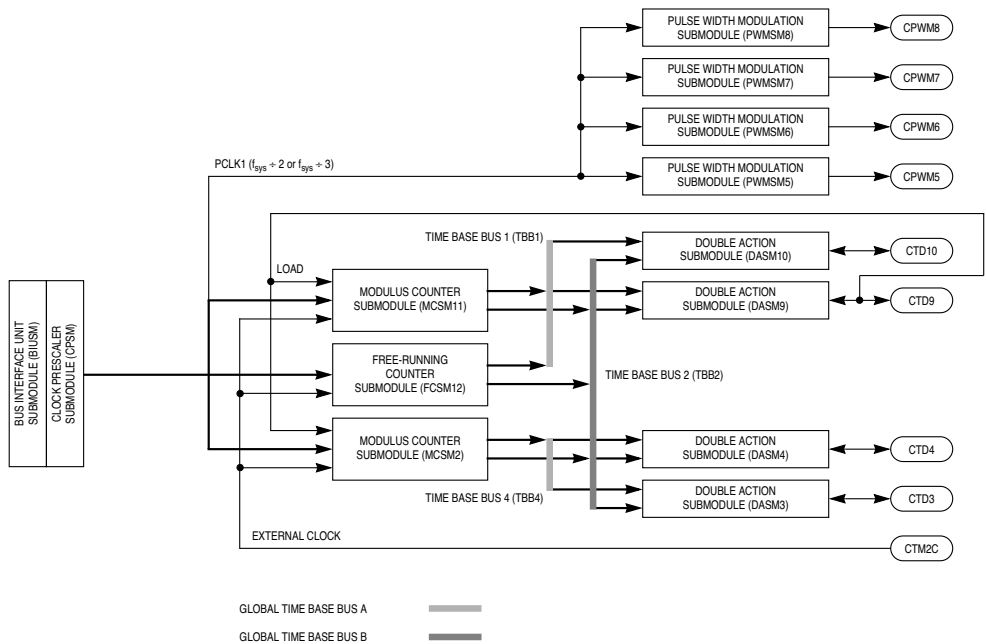 PULSE WIDTH MODULATION
SUBMODULE (PWMSM8)
CPWM8
PULSE WIDTH MODULATION
SUBMODULE (PWMSM7)
CPWM7
PULSE WIDTH MODULATION
SUBMODULE (PWMSM6)
CPWM6
PCLK1 (fsys ÷ 2 or fsys ÷ 3)
PULSE WIDTH MODULATION
SUBMODULE (PWMSM5)
CPWM5
TIME BASE BUS 1 (TBB1)
DOUBLE ACTION
SUBMODULE (DASM10)
CTD10
LOAD
MODULUS COUNTER
SUBMODULE (MCSM11)
DOUBLE ACTION
SUBMODULE (DASM9)
CTD9
BUS INTERFACE UNIT
SUBMODULE (BIUSM)
CLOCK PRESCALER
SUBMODULE (CPSM)
FREE-RUNNING
COUNTER
SUBMODULE (FCSM12)
TIME BASE BUS 2 (TBB2)
MODULUS COUNTER
SUBMODULE (MCSM2)
DOUBLE ACTION
SUBMODULE (DASM4)
CTD4
TIME BASE BUS 4 (TBB4)
DOUBLE ACTION
SUBMODULE (DASM3)
CTD3
EXTERNAL CLOCK
CTM2C
GLOBAL TIME BASE BUS A
GLOBAL TIME BASE BUS B